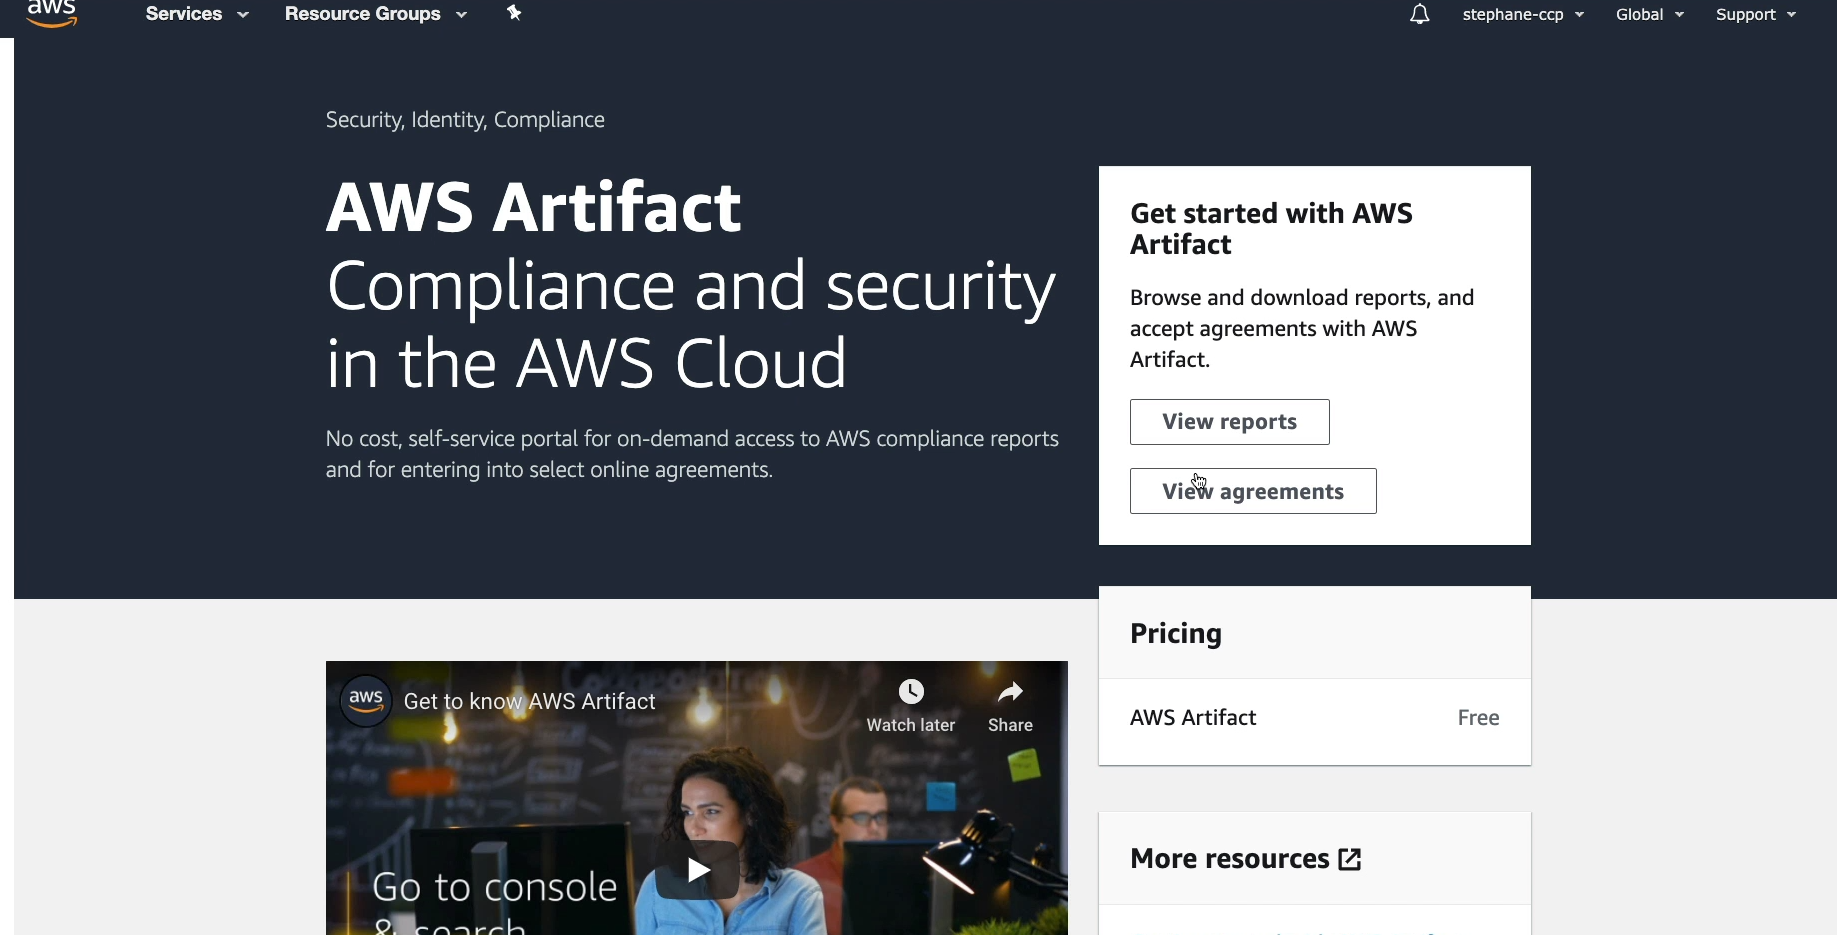 aws
Services
Resource Groups
stephane-ccp
Global
Support
Security, Identity, Compliance
AWS Artifact
Compliance and security
in the AWS Cloud
No cost, self-service portal for on-demand access to AWS compliance reports
and for entering into select online agreements.
Get started with AWS
Artifact
Browse and download reports, and
accept agreements with AWS
Artifact.
View reports
View agreements
Pricing
AWS Artifact
Free
More resources
aws
Get to know AWS Artifact
Watch later
Share
Go to console
& search